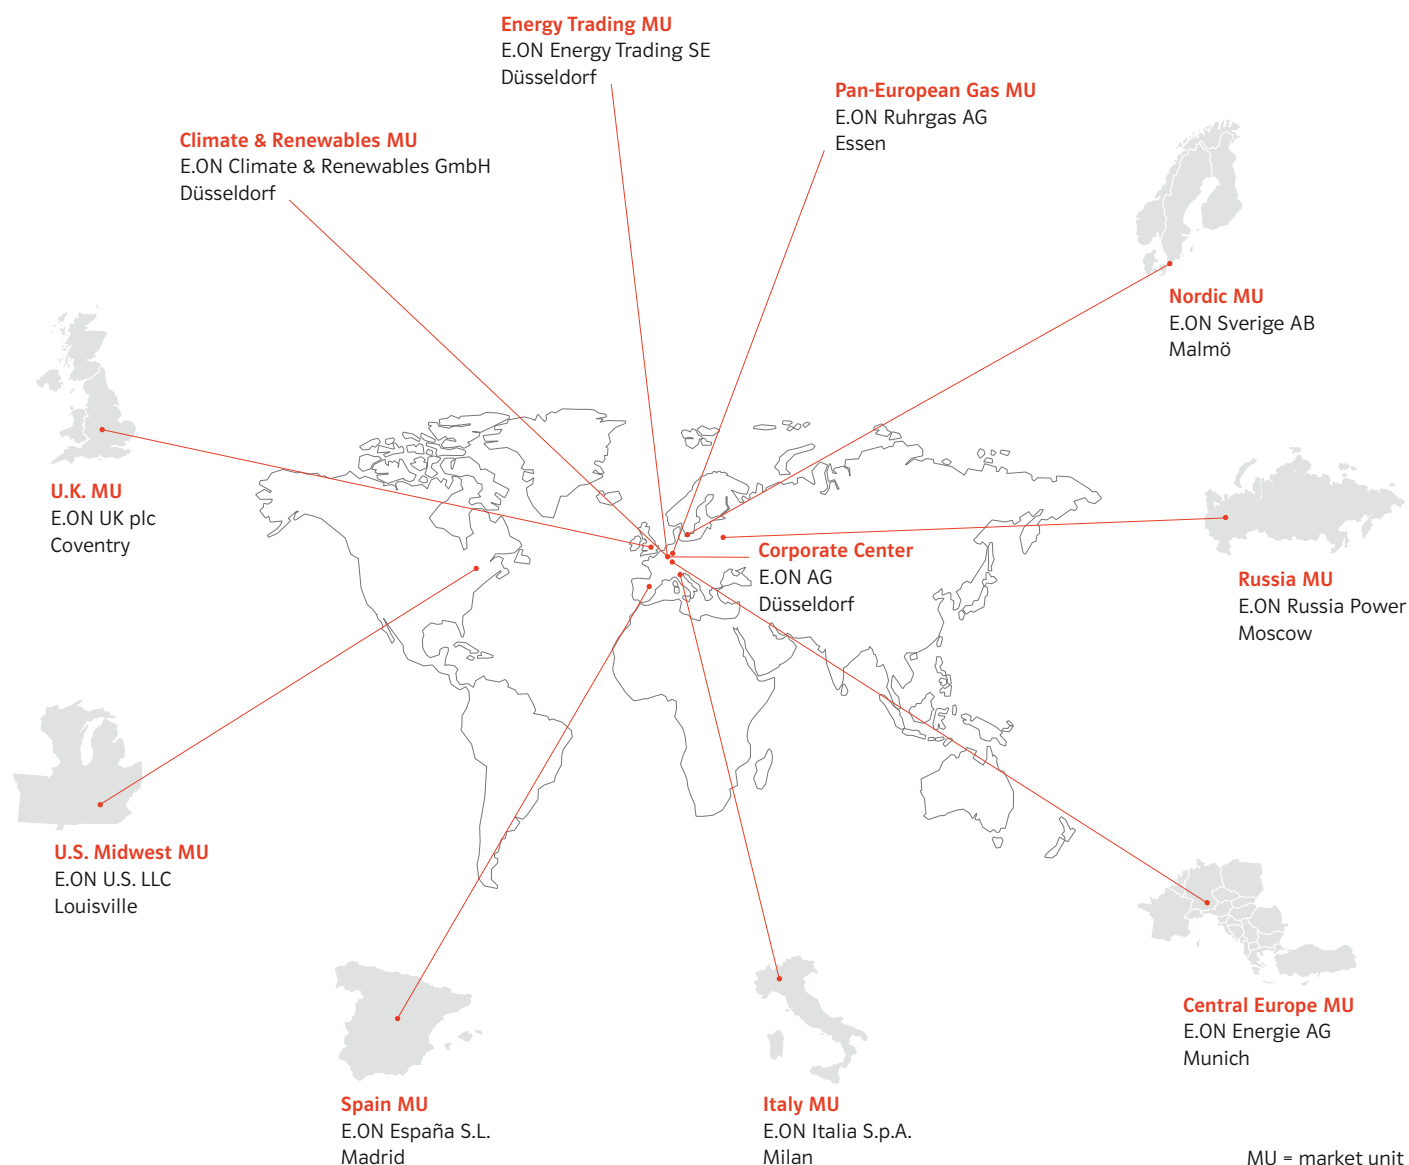 Energy Trading MU
E.ON Energy Trading SE
Düsseldorf
Pan-European Gas MU
E.ON Ruhrgas AG
Essen
Climate & Renewables MU
E.ON Climate & Renewables GmbH
Düsseldorf
Nordic MU
E.ON Sverige AB
Malmö
U.K. MU
E.ON UK plc
Coventry
Corporate Center
E.ON AG
Düsseldorf
Russia MU
E.ON Russia Power
Moscow
U.S. Midwest MU
E.ON U.S. LLC
Louisville
Central Europe MU
E.ON Energie AG
Munich
Spain MU
E.ON España S.L.
Madrid
Italy MU
E.ON Italia S.p.A.
Milan
MU = market unit